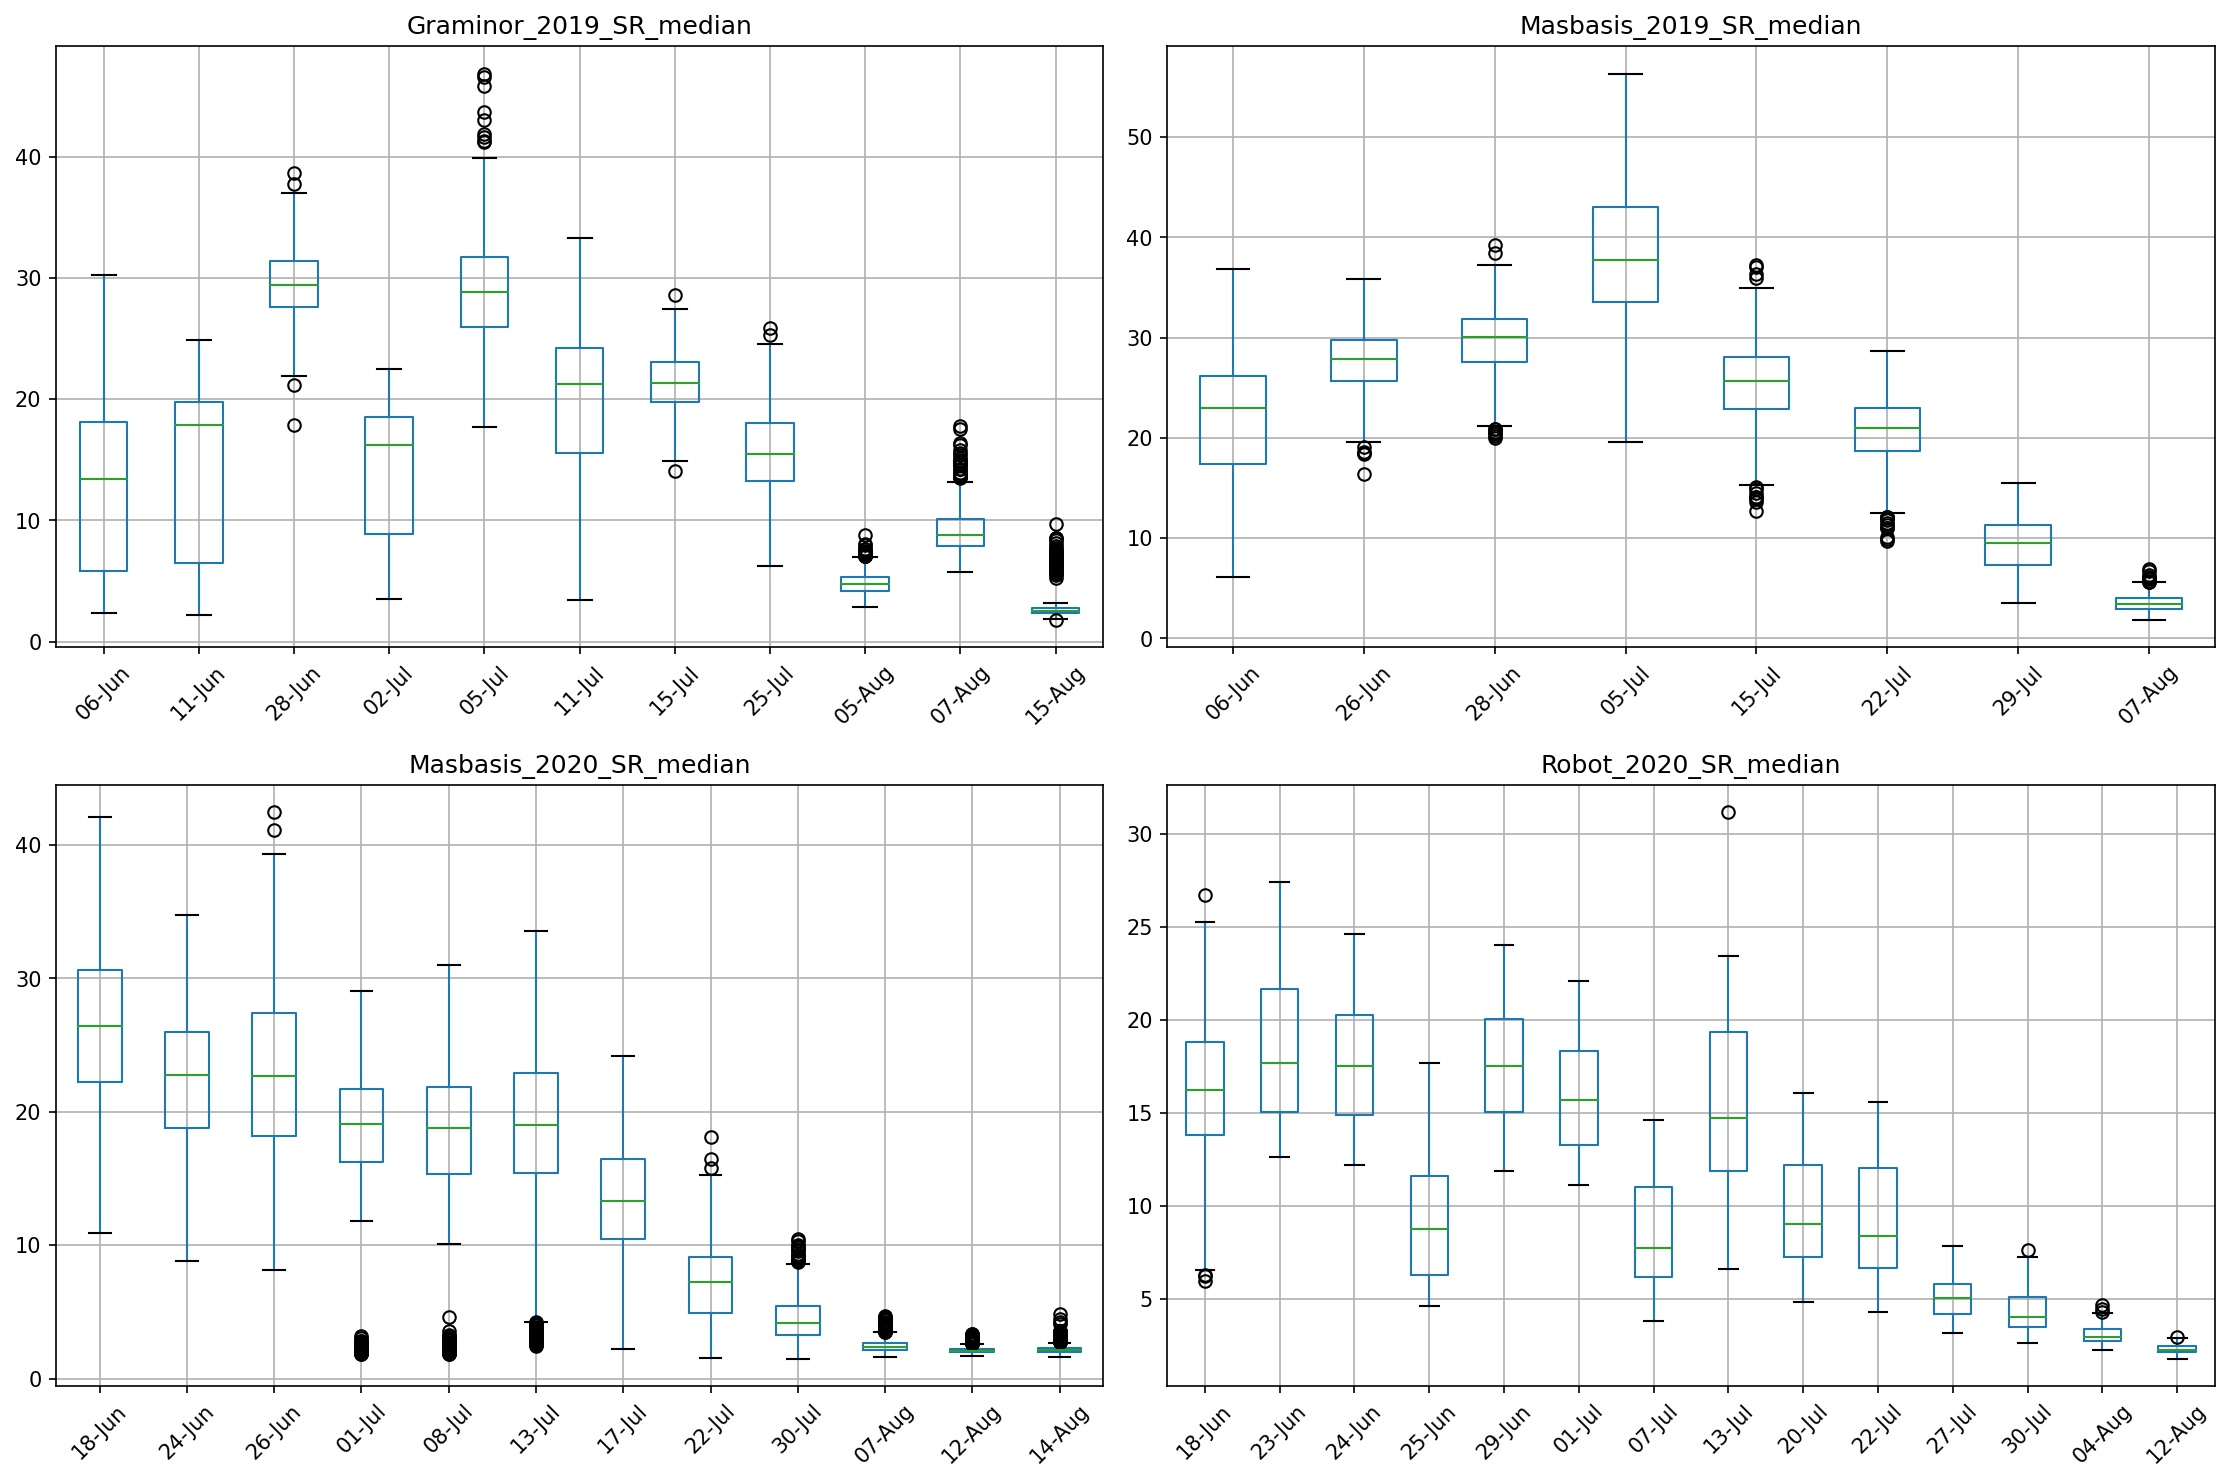 Graminor_2019_SR_median
40
30
20
10
0
06-Jun 11-Jun 28-Jun 02-Jul 05-Jul 11-Jul 15-Jul 25-Jul 05-Aug 07-Aug 15-Aug
Masbasis_2019_SR_median
50
40
30
20
10
0
06-Jun 26-Jun 28-Jun 05-Jul 15-Jul 22-Jul 29-Jul 07-Aug
Masbasis_2020_SR_median
40
30
20
10
0
18-Jun 24-Jun 26-Jun 01-Jul 08-Jul 13-Jul 17-Jul 22-Jul 30-Jul 07-Aug 12-Aug 14-Aug
Robot_2020_SR_median
30
25
20
15
10
5
18-Jun 23-Jun 24-Jun 25-Jun 29-Jun 01-Jul 07-Jul 13-Jul 20-Jul 22-Jul 27-Jul 30-Jul 04-Aug 12-Aug